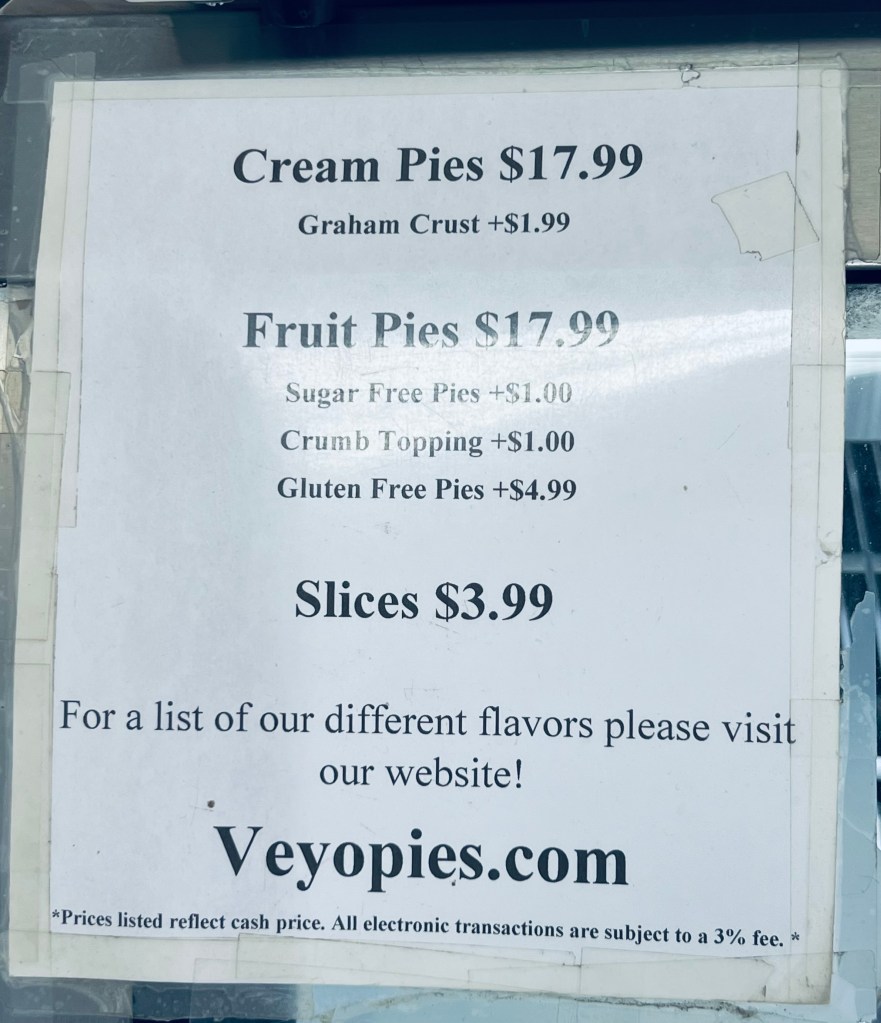 Cream Pies $17.99
Graham Crust +$1.99
Fruit Pies $17.99
Sugar Free Pies +$1.00
Crumb Topping +$1.00
Gluten Free Pies +$4.99
Slices $3.99
For a list of our different flavors please visit
our website!
Veyopies.com
*Prices listed reflect cash price. All electronic transactions are subject to a 3% fee. *